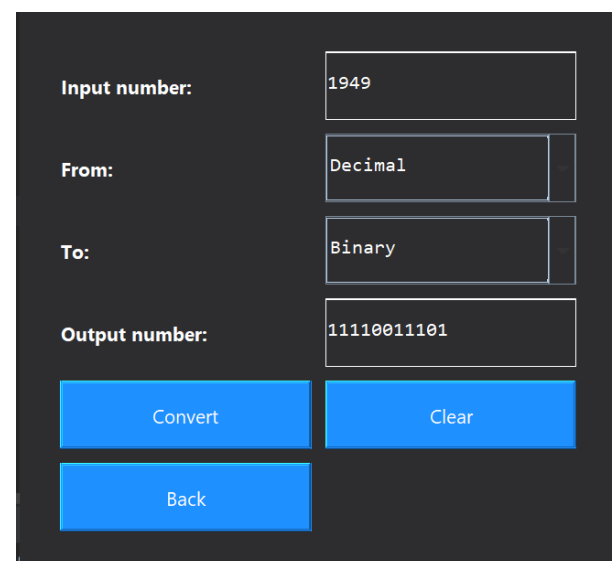 Input number: 1949
From: Decimal
To: Binary
Output number: 11110011101
Convert Clear
Back